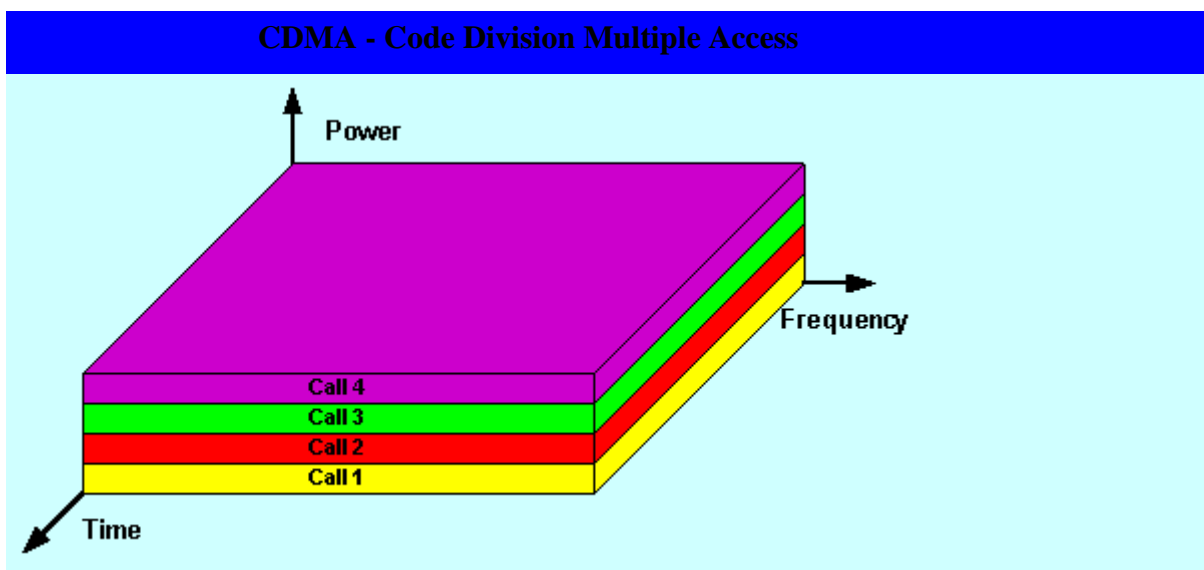 CDMA - Code Division Multiple Access
Power
Frequency
Call 4
Call 3
Call 2
Call 1
Time